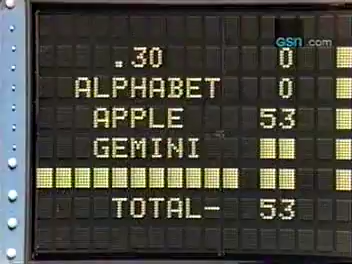 GSN.com
.30 0
ALPHABET 0
APPLE 53
GEMINI
TOTAL- 53